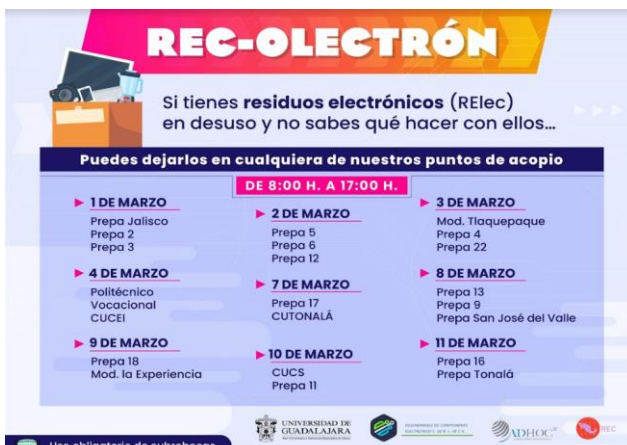 REC-OLECTRÓN
Si tienes residuos electrónicos (RElec)
en desuso y no sabes qué hacer con ellos...
Puedes dejarlos en cualquiera de nuestros puntos de acopio
DE 8:00 H. A 17:00 H.
1 DE MARZO
Prepa Jalisco
Prepa 2
Prepa 3
2 DE MARZO
Prepa 5
Prepa 6
Prepa 12
3 DE MARZO
Mod. Tlaquepaque
Prepa 4
Prepa 22
4 DE MARZO
Politécnico
Vocacional
CUCEI
7 DE MARZO
Prepa 17
CUTONALÁ
8 DE MARZO
Prepa 13
Prepa 9
Prepa San José del Valle
9 DE MARZO
Prepa 18
Mod. la Experiencia
10 DE MARZO
CUCS
Prepa 11
11 DE MARZO
Prepa 16
Prepa Tonalá
UNIVERSIDAD DE
GUADALAJARA
ADHOC
REC
Uso obligatorio de cubrebocas